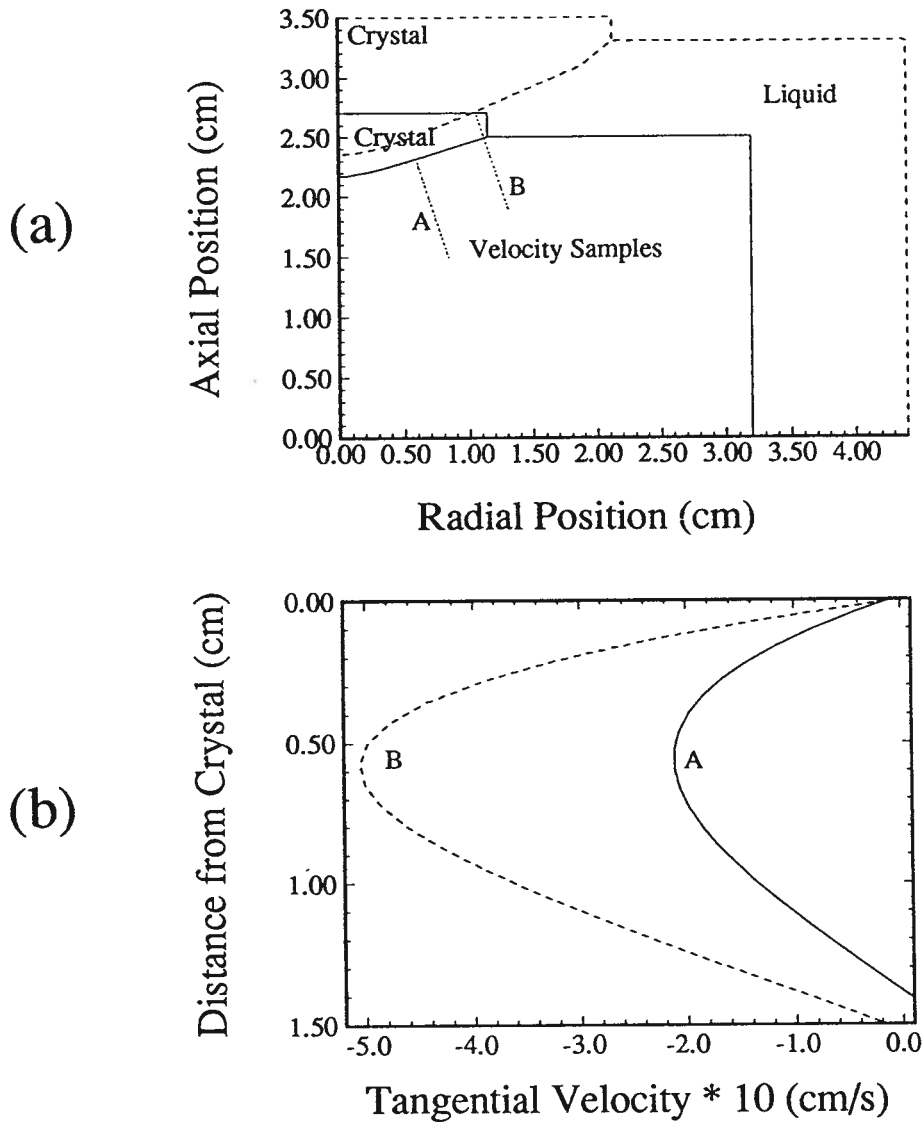 (a)
Axial Position (cm)
3.50
3.00
2.50
2.00
1.50
1.00
0.50
0.00
Crystal
Liquid
Crystal
B
A
Velocity Samples
0.00 0.50 1.00 1.50 2.00 2.50 3.00 3.50 4.00
Radial Position (cm)
(b)
Distance from Crystal (cm)
0.00
0.50
1.00
1.50
B
A
-5.0 -4.0 -3.0 -2.0 -1.0 0.0
Tangential Velocity * 10 (cm/s)